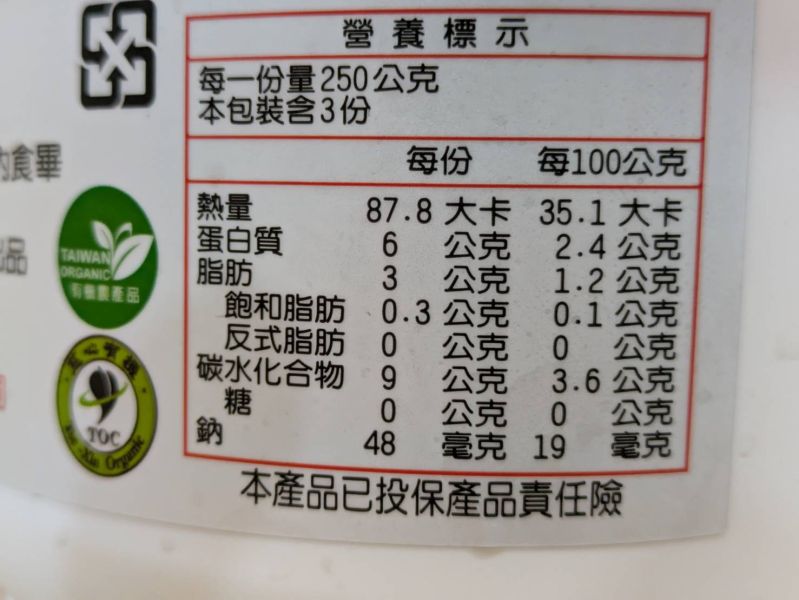 營養標示
每一份量250公克
本包裝含3份
每份 每100公克
熱量 87.8 大卡 35.1 大卡
蛋白質 6 公克 2.4 公克
脂肪 3 公克 1.2 公克
飽和脂肪 0.3 公克 0.1 公克
反式脂肪 0 公克 0 公克
碳水化合物 9 公克 3.6 公克
糖 0 公克 0 公克
鈉 48 毫克 19 毫克
本產品已投保產品責任險
食畢
品
TAIWAN
ORGANIC
有機農產品
TOC
Organic